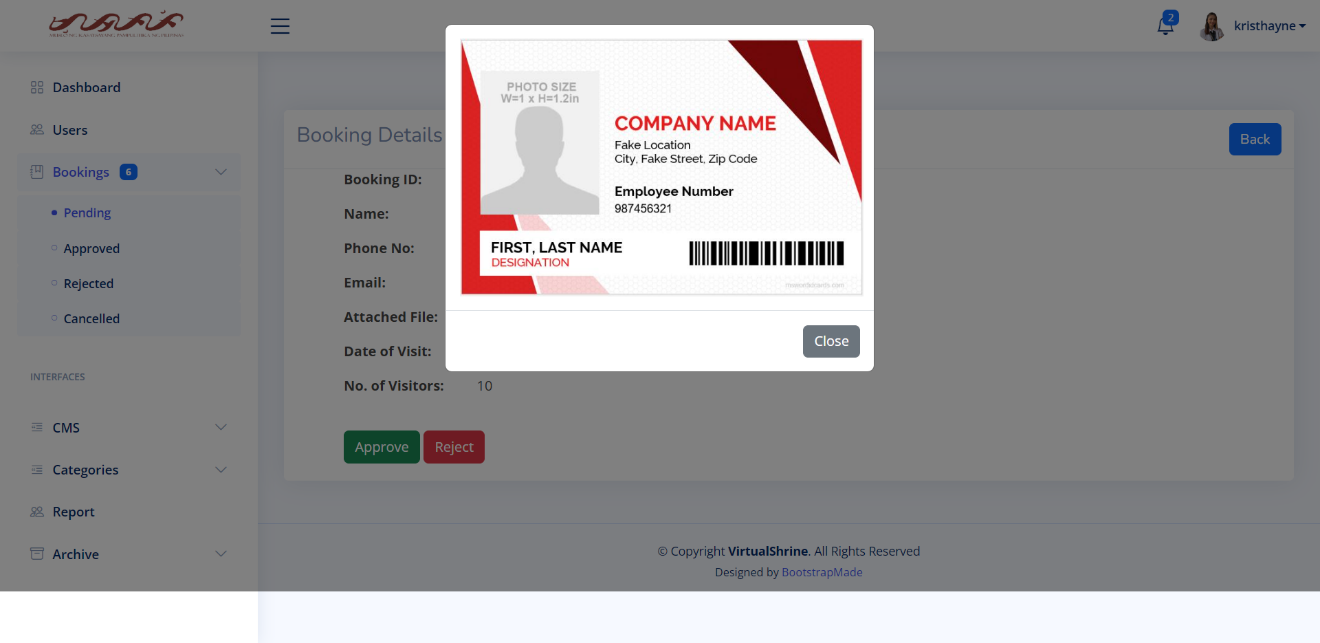 2
kristhayne
Dashboard
Users
Bookings 6
Pending
Approved
Rejected
Cancelled
INTERFACES
CMS
Categories
Report
Archive
Booking Details
Back
Booking ID:
Name:
Phone No:
Email:
Attached File:
Date of Visit:
No. of Visitors: 10
Approve Reject
PHOTO SIZE
W=1 x H=1.2in
COMPANY NAME
Fake Location
City, Fake Street, Zip Code
Employee Number
987456321
FIRST, LAST NAME
DESIGNATION
Close
© Copyright VirtualShrine. All Rights Reserved
Designed by BootstrapMade